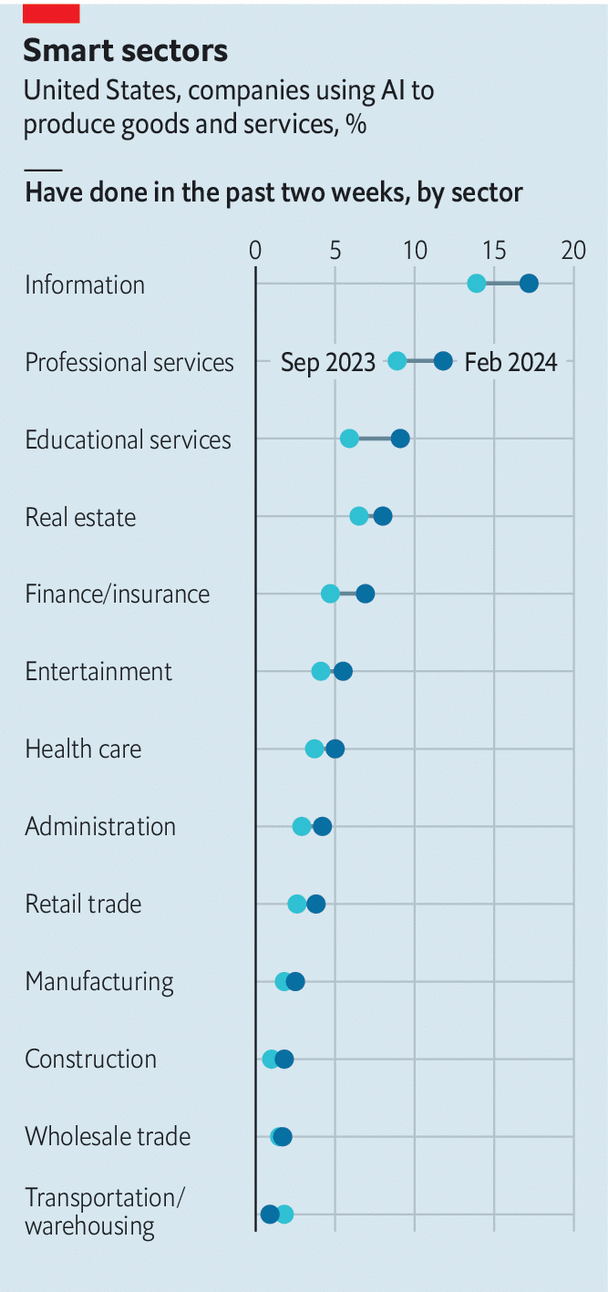 Smart sectors
United States, companies using AI to
produce goods and services, %
Have done in the past two weeks, by sector
0 5 10 15 20
Information
Professional services Sep 2023 Feb 2024
Educational services
Real estate
Finance/insurance
Entertainment
Health care
Administration
Retail trade
Manufacturing
Construction
Wholesale trade
Transportation/
warehousing